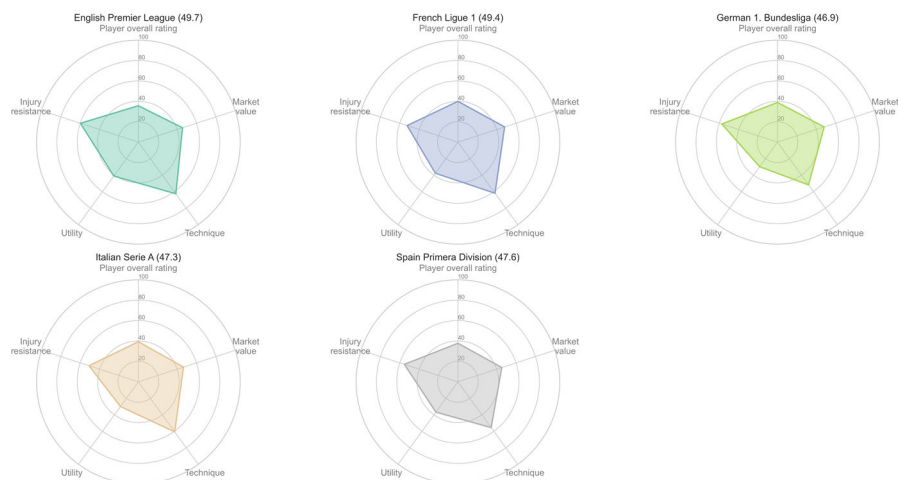 English Premier League (49.7)
Player overall rating
100
80
60
40
20
Injury
resistance
Market
value
Utility
Technique
French Ligue 1 (49.4)
Player overall rating
100
80
60
40
20
Injury
resistance
Market
value
Utility
Technique
German 1. Bundesliga (46.9)
Player overall rating
100
80
60
40
20
Injury
resistance
Market
value
Utility
Technique
Italian Serie A (47.3)
Player overall rating
100
80
60
40
20
Injury
resistance
Market
value
Utility
Technique
Spain Primera Division (47.6)
Player overall rating
100
80
60
40
20
Injury
resistance
Market
value
Utility
Technique